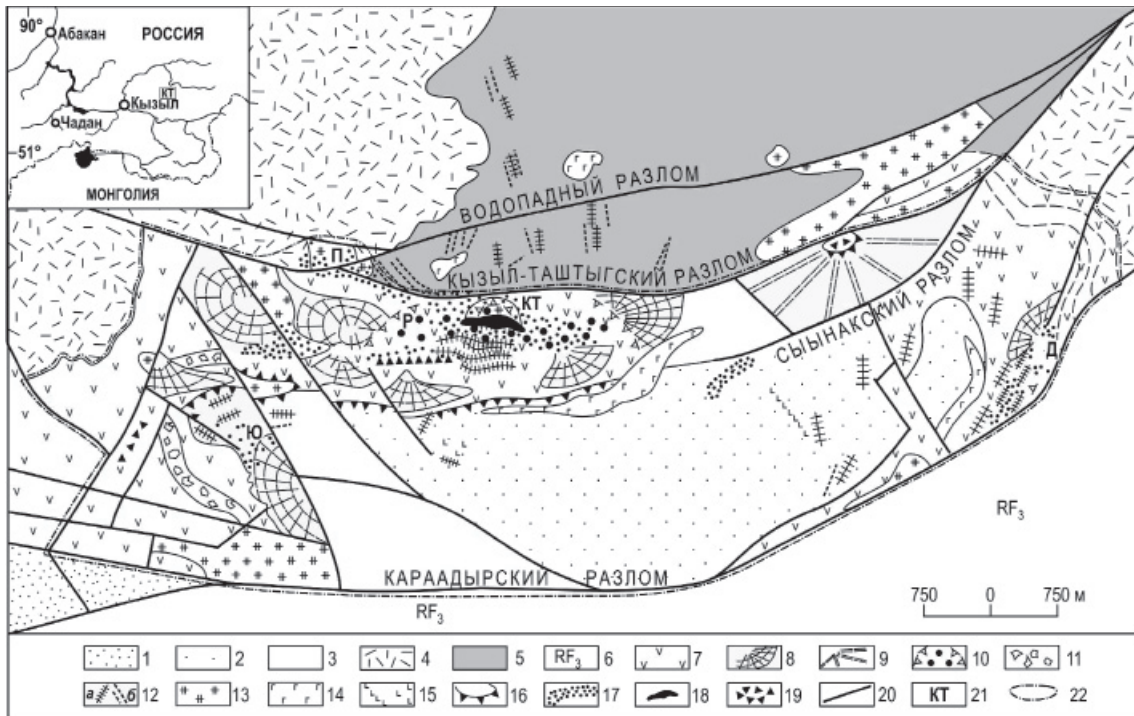 90°
Абакан
РОССИЯ
КТ
Кызыл
Чадан
51°
МОНГОЛИЯ
ВОДОПАДНЫЙ РАЗЛОМ
П
КЫЗЫЛ-ТАШТЫГСКИЙ РАЗЛОМ
КТ
Р
СЫЫНАКСКИЙ РАЗЛОМ
Д
Ю
RF₃
КАРААДЫРСКИЙ РАЗЛОМ
RF₃
750 0 750 м
1 2 3 4 5 RF₃ 6 7 8 9 10 11
а б 12 13 14 15 16 17 18 19 20 КТ 21 22